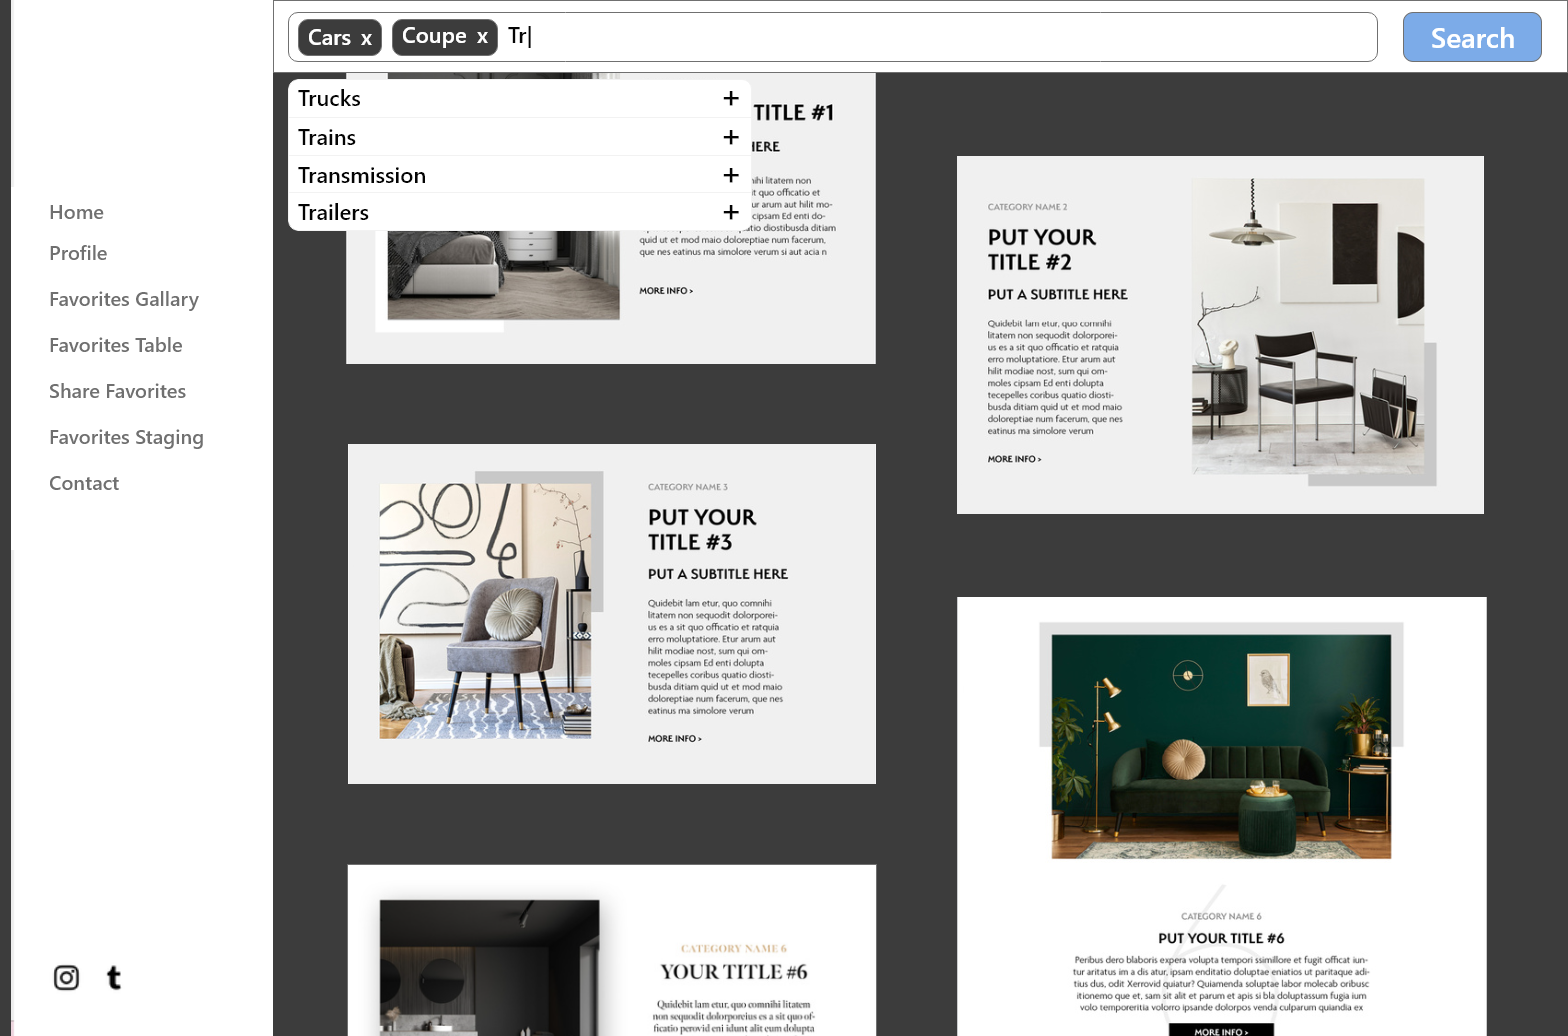 Cars x Coupe x Tr|
Search
Trucks +
Trains +
Transmission +
Trailers +
Home
Profile
Favorites Gallary
Favorites Table
Share Favorites
Favorites Staging
Contact
t
TITLE #1
HERE
nihi litatem non
it quo officatio et
ur arum aut hilit mo-
cipsam Ed enti do-
atio diostibusda ditiam
quid ut et mod maio doloreptiae num facerum,
que nes eatinus ma simolore verum si aut acia n
MORE INFO >
CATEGORY NAME 2
PUT YOUR
TITLE #2
PUT A SUBTITLE HERE
Quidebit lam etur, quo comnihi
litatem non sequodit dolorporei-
us es a sit quo officatio et ratquia
erro moluptatiore. Etur arum aut
hilit modiae nost, sum qui om-
moles cipsam Ed enti dolupta
tecepelles coribus quatio diosti-
busda ditiam quid ut et mod maio
doloreptiae num facerum, que nes
eatinus ma simolore verum
MORE INFO >
CATEGORY NAME 3
PUT YOUR
TITLE #3
PUT A SUBTITLE HERE
Quidebit lam etur, quo comnihi
litatem non sequodit dolorporei-
us es a sit quo officatio et ratquia
erro moluptatiore. Etur arum aut
hilit modiae nost, sum qui om-
moles cipsam Ed enti dolupta
tecepelles coribus quatio diosti-
busda ditiam quid ut et mod maio
doloreptiae num facerum, que nes
eatinus ma simolore verum
MORE INFO >
CATEGORY NAME 6
YOUR TITLE #6
Quidebit lam etur, quo comnihi litatem
non sequodit dolorporeius es a sit quo of-
ficatio perovid eni idunt alit eum dolupta
CATEGORY NAME 6
PUT YOUR TITLE #6
Peribus dero blaboris expera volupta tempori ssimillore et fugit officat iun-
tur aritatus im a dis atur, ipsam enditatio doluptae eniatios ut paritaque adi-
tius dus, odit Xerrovid quiatur? Quiamenda soluptae labor molecab oribusc
itionemo que et, sam sit alit et parum et apis si bla doluptassum fugia ium
volo temporeritia volorro ipsande dolorpos venda culparum quiandia ex
MORE INFO >